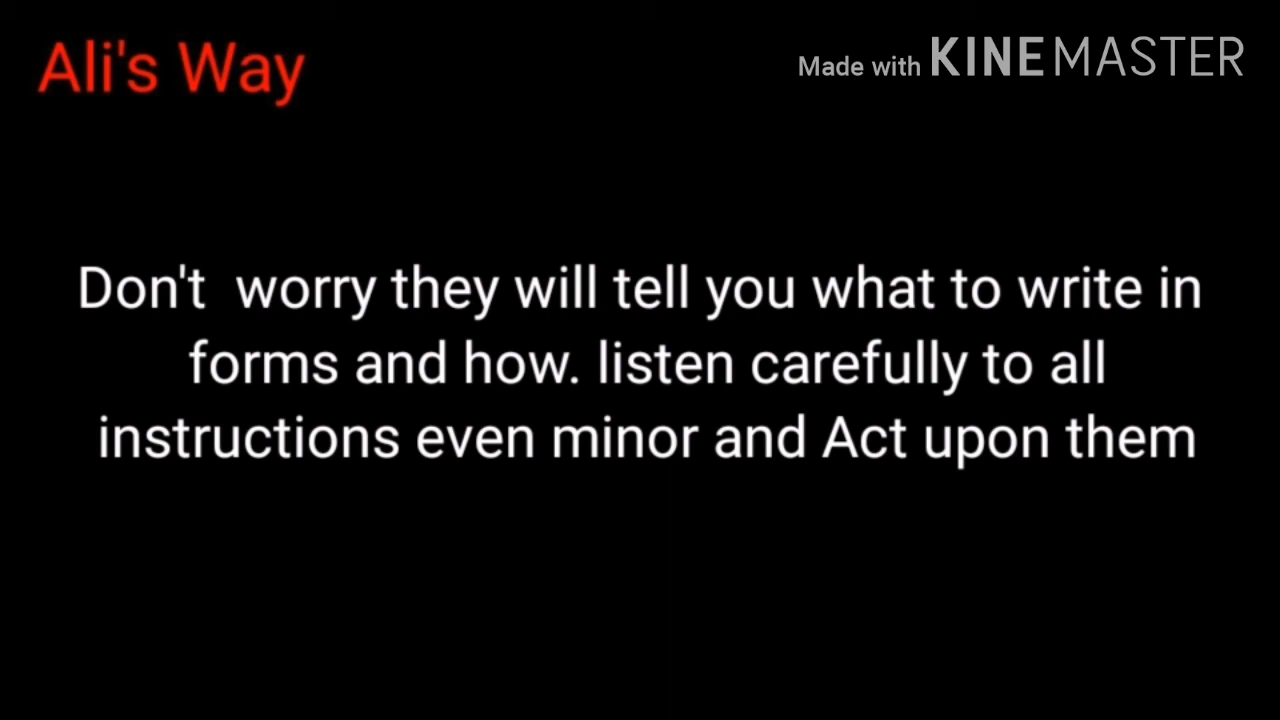 Ali's Way
Made with KINEMASTER
Don't  worry they will tell you what to write in
forms and how. listen carefully to all
instructions even minor and Act upon them